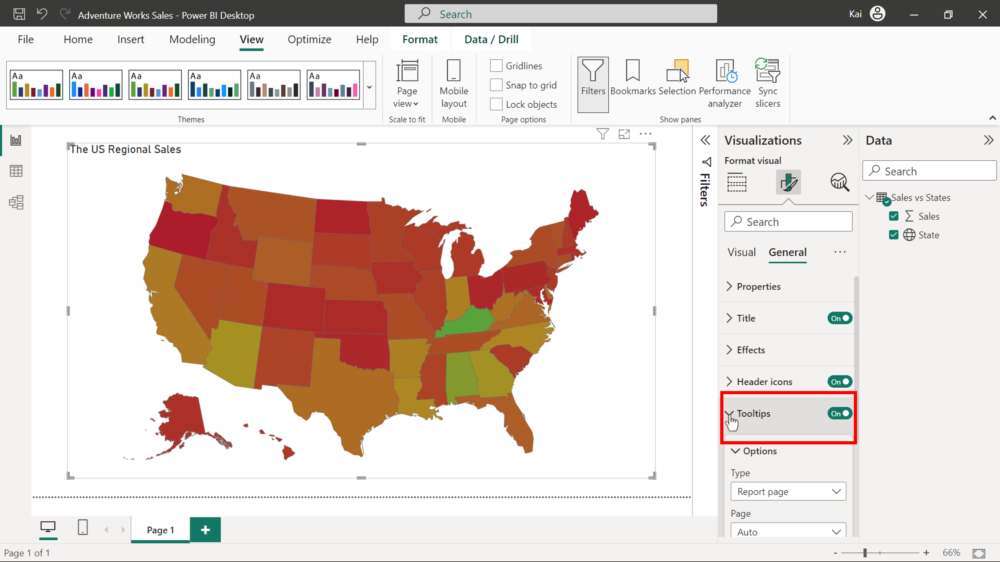 Adventure Works Sales - Power BI Desktop
Search
Kai
File Home Insert Modeling View Optimize Help Format Data / Drill
Aa Aa Aa Aa Aa Aa
Themes
Page view
Scale to fit
Mobile layout
Mobile
Gridlines
Snap to grid
Lock objects
Page options
Filters
Bookmarks
Selection
Performance analyzer
Sync slicers
Show panes
The US Regional Sales
Filters
Visualizations
Format visual
Search
Visual General ...
Properties
Title On
Effects
Header icons On
Tooltips On
Options
Type
Report page
Page
Auto
Data
Search
Sales vs States
Sales
State
Page 1
Page 1 of 1
- + 66%